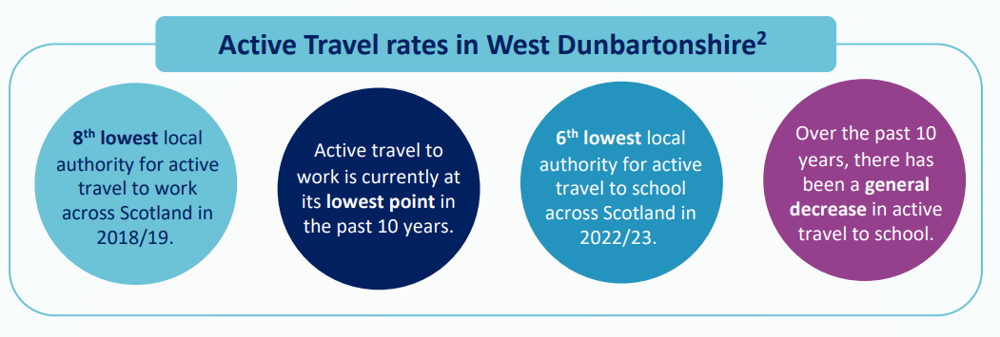 Active Travel rates in West Dunbartonshire²
8th lowest local
authority for active
travel to work
across Scotland in
2018/19.
Active travel to
work is currently at
its lowest point in
the past 10 years.
6th lowest local
authority for active
travel to school
across Scotland in
2022/23.
Over the past 10
years, there has
been a general
decrease in active
travel to school.